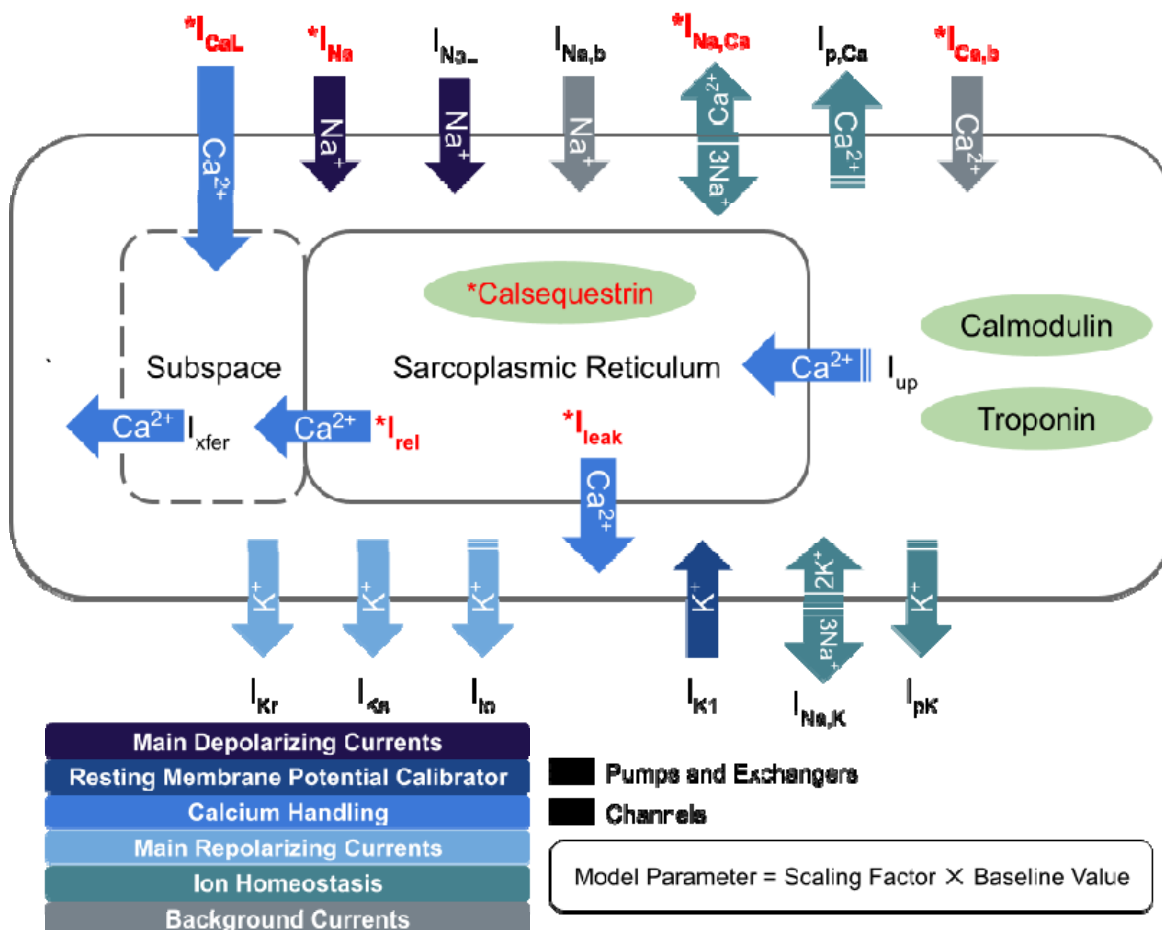 *I_CaL *I_Na I_NaL I_Na,b *I_Na,Ca I_p,Ca *I_Ca,b
Ca²⁺ Na⁺ Na⁺ Na⁺ Ca²⁺ 3Na⁺ Ca²⁺ Ca²⁺
*Calsequestrin
Calmodulin
Subspace Sarcoplasmic Reticulum Ca²⁺ I_up
Ca²⁺ I_xfer Ca²⁺ *I_rel *I_leak Troponin
Ca²⁺
K⁺ K⁺ K⁺ K⁺ 2K⁺ 3Na⁺ K⁺
I_Kr I_Ks I_to I_K1 I_Na,K I_pK
Main Depolarizing Currents
Resting Membrane Potential Calibrator
Calcium Handling
Main Repolarizing Currents
Ion Homeostasis
Background Currents
Pumps and Exchangers
Channels
Model Parameter = Scaling Factor × Baseline Value